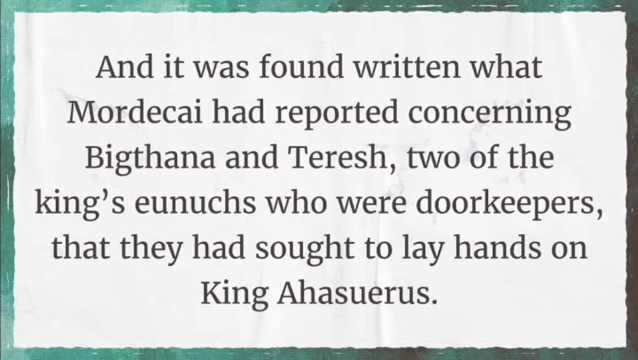 And it was found written what
Mordecai had reported concerning
Bigthana and Teresh, two of the
king’s eunuchs who were doorkeepers,
that they had sought to lay hands on
King Ahasuerus.